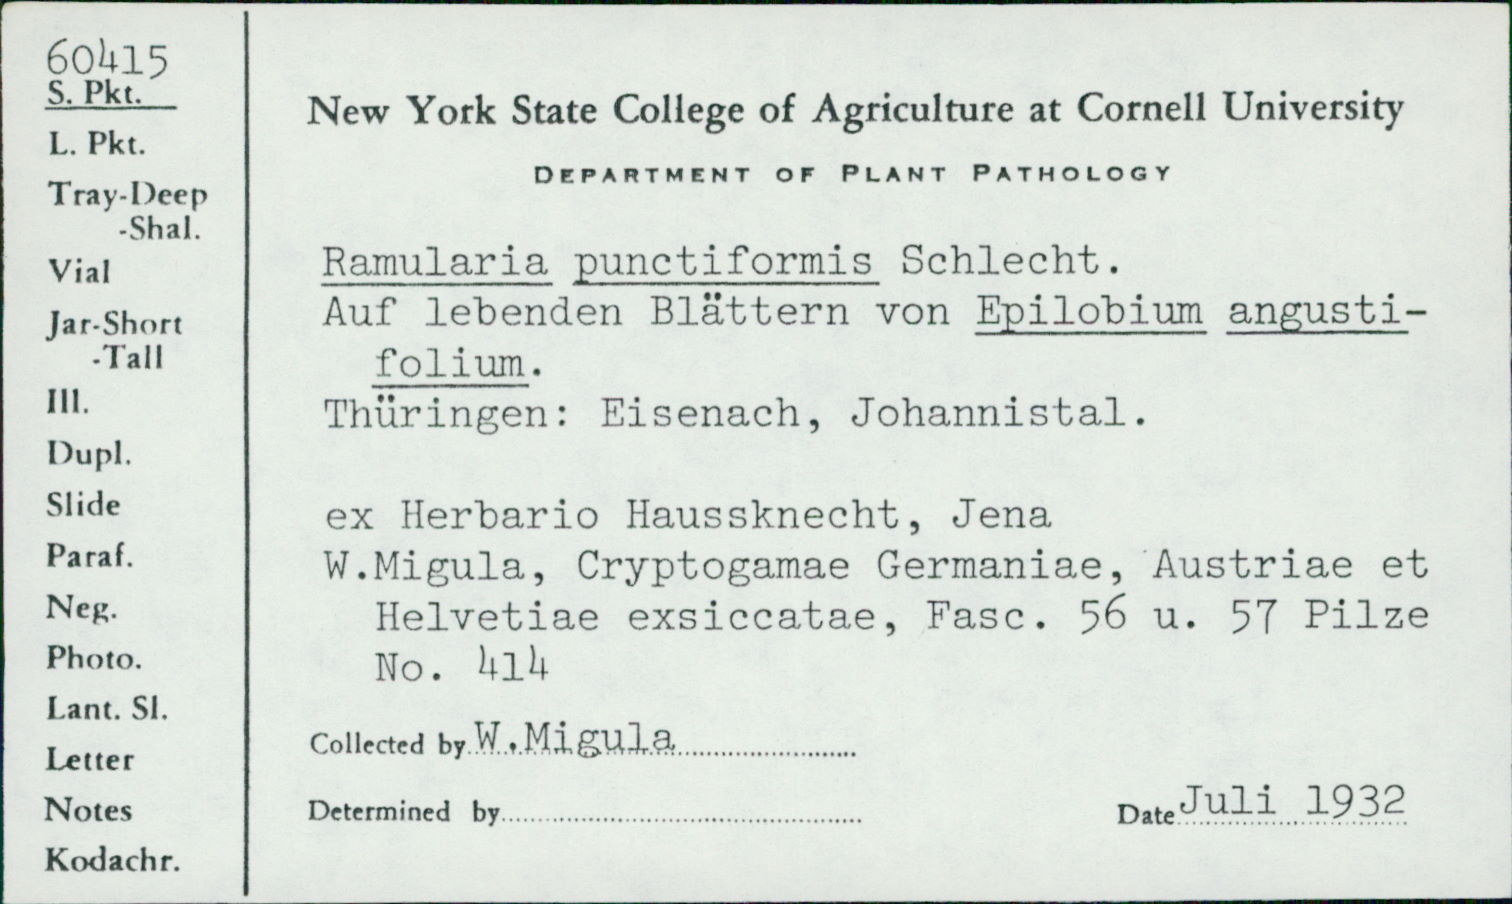 60415
S. Pkt.
L. Pkt.
Tray-Deep
-Shal.
Vial
Jar-Short
-Tall
Ill.
Dupl.
Slide
Paraf.
Neg.
Photo.
Lant. Sl.
Letter
Notes
Kodachr.
New York State College of Agriculture at Cornell University
DEPARTMENT OF PLANT PATHOLOGY
Ramularia punctiformis Schlecht.
Auf lebenden Blättern von Epilobium angusti-
folium.
Thüringen: Eisenach, Johannistal.
ex Herbario Haussknecht, Jena
W.Migula, Cryptogamae Germaniae, Austriae et
Helvetiae exsiccatae, Fasc. 56 u. 57 Pilze
No. 414
Collected by W.Migula
Determined by
Date Juli 1932